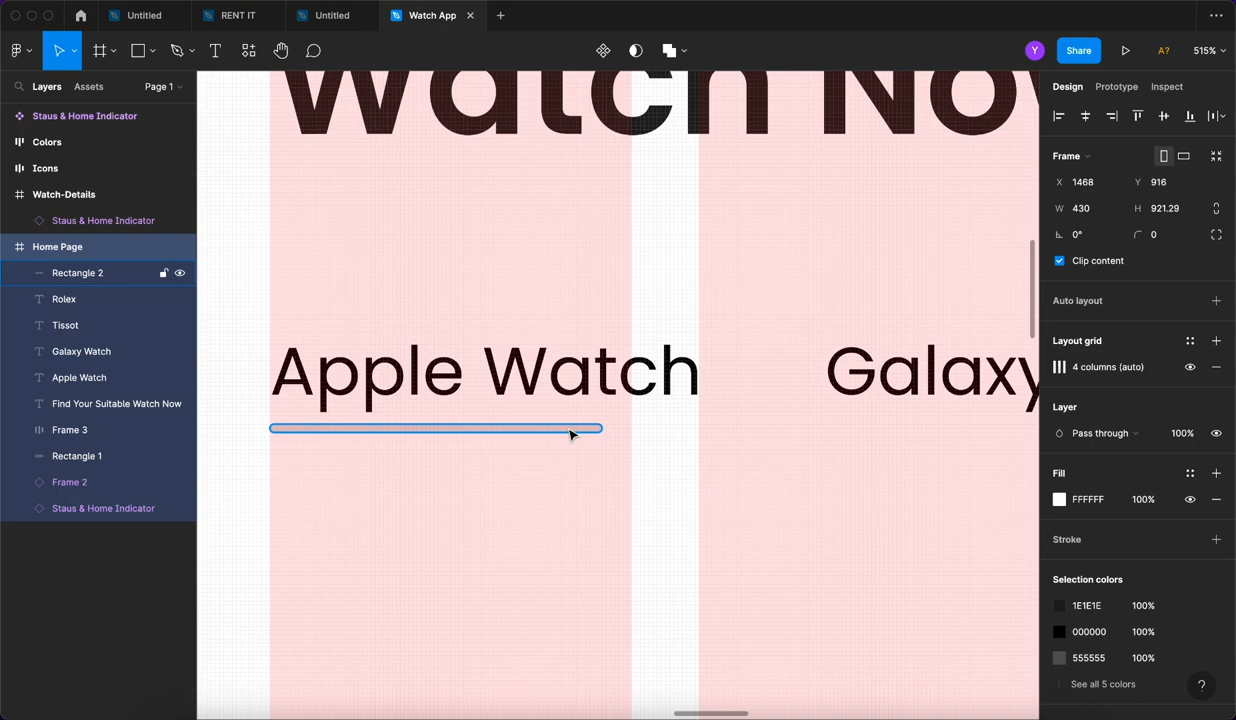 Untitled
RENT IT
Untitled
Watch App
Y
Share
A?
515%
Layers
Assets
Page 1
Staus & Home Indicator
Colors
Icons
Watch-Details
Staus & Home Indicator
Home Page
Rectangle 2
Rolex
Tissot
Galaxy Watch
Apple Watch
Find Your Suitable Watch Now
Frame 3
Rectangle 1
Frame 2
Staus & Home Indicator
Watch Now
Apple Watch
Galaxy
Design
Prototype
Inspect
Frame
X 1468
Y 916
W 430
H 921.29
0°
0
Clip content
Auto layout
Layout grid
4 columns (auto)
Layer
Pass through
100%
Fill
FFFFFF
100%
Stroke
Selection colors
1E1E1E
100%
000000
100%
555555
100%
See all 5 colors
?